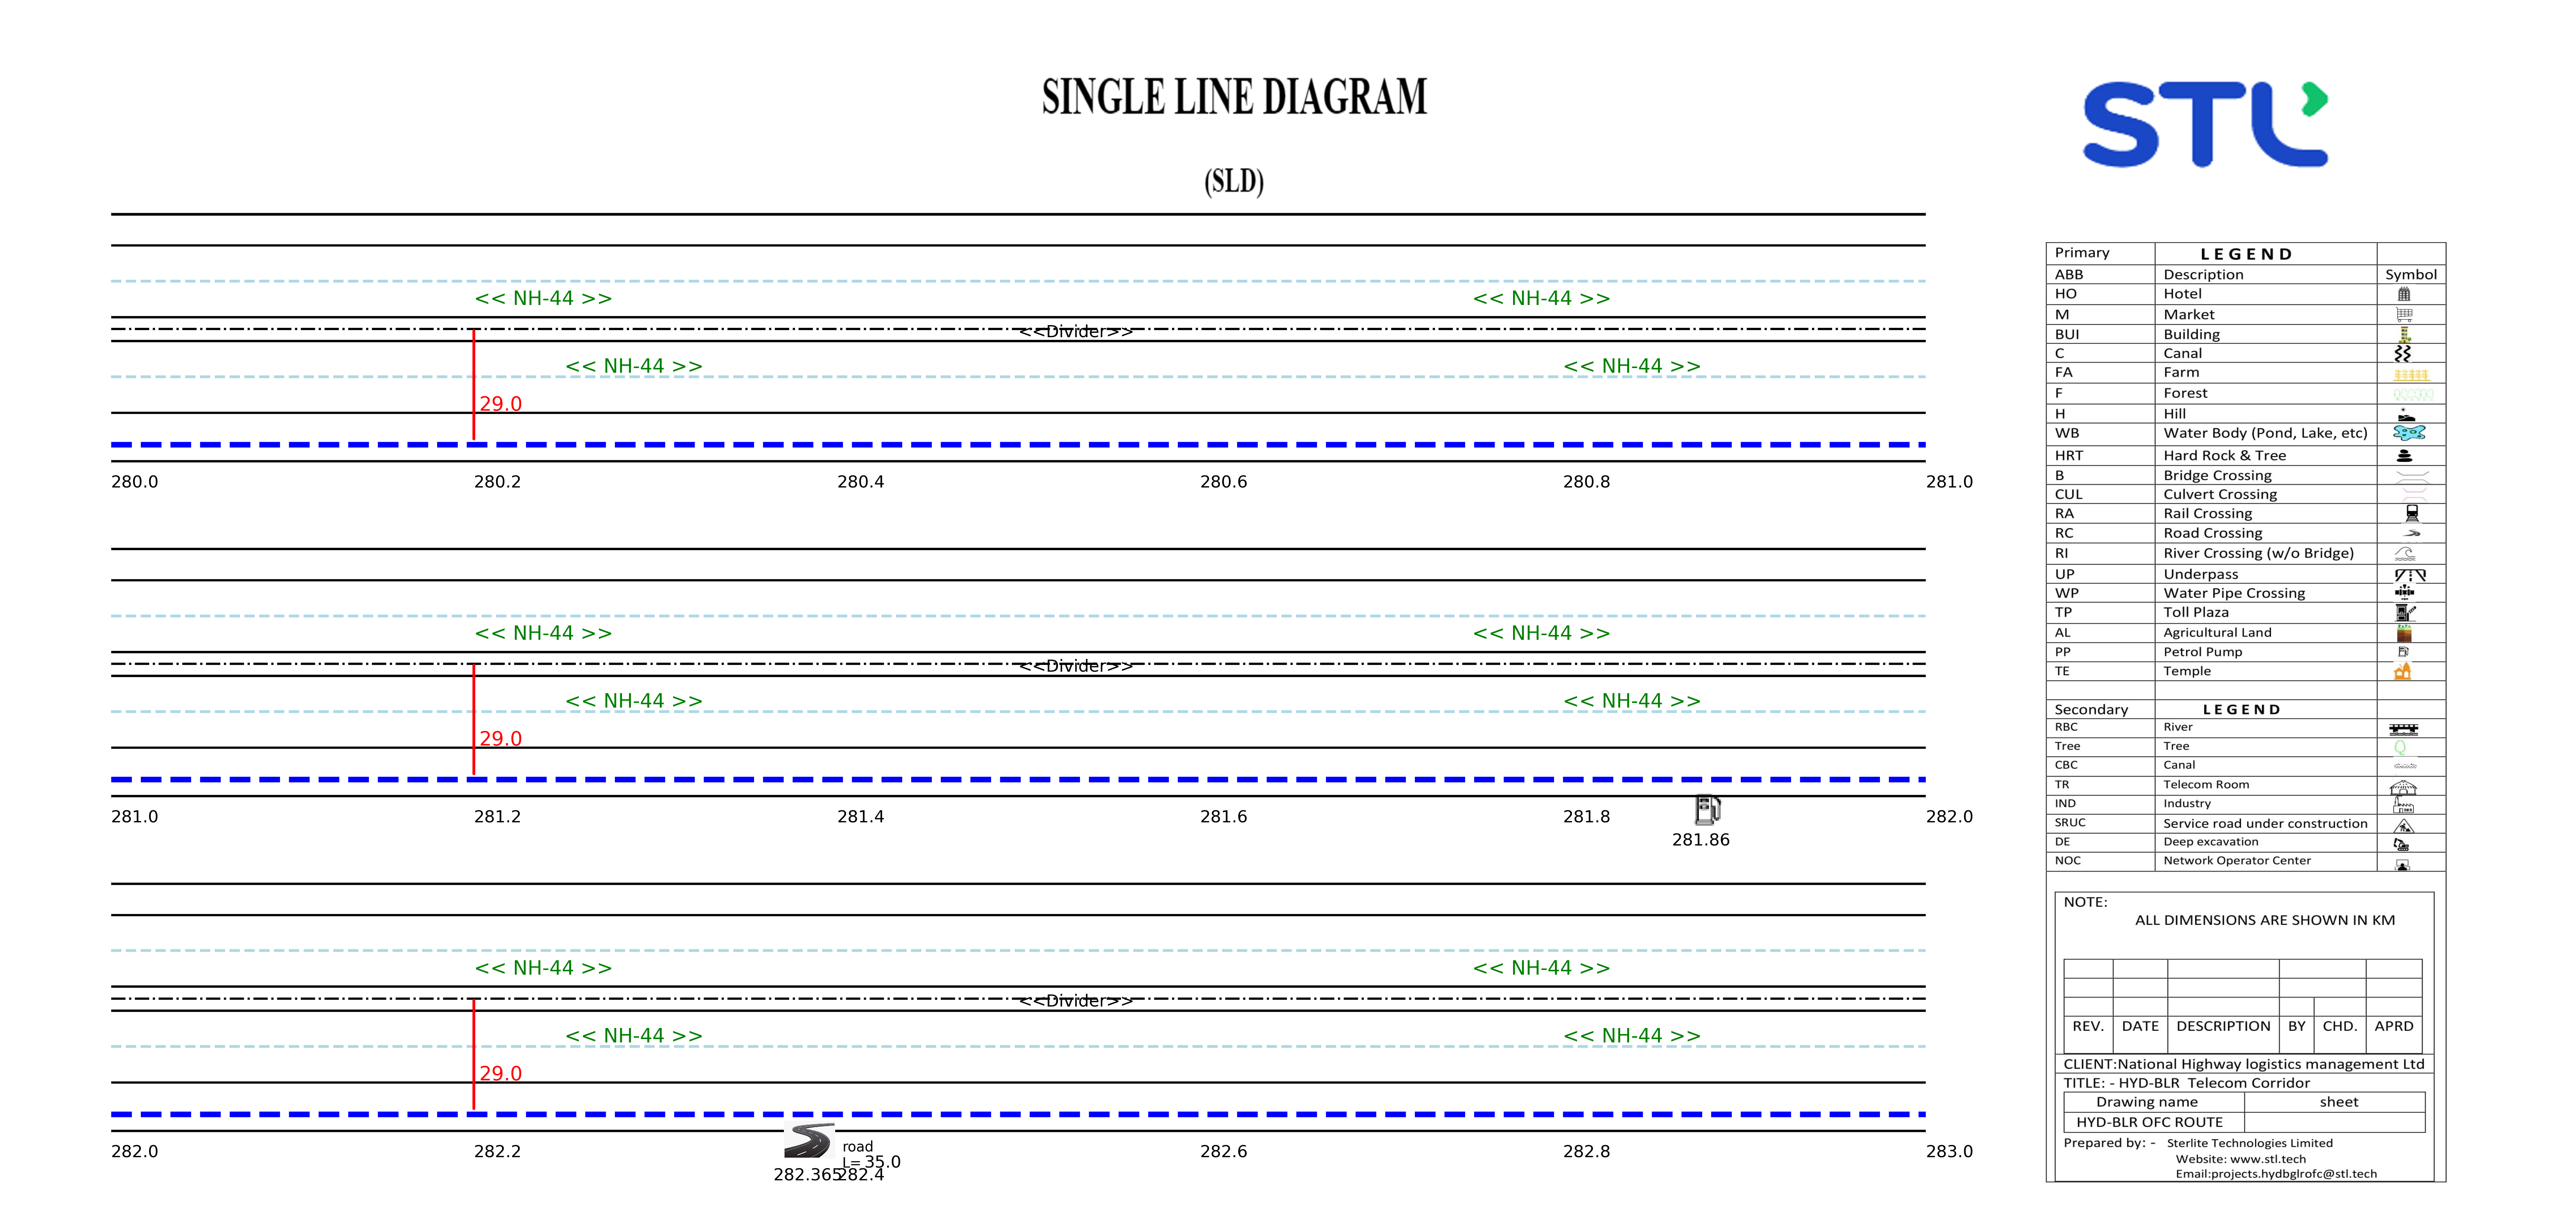 SINGLE LINE DIAGRAM
(SLD)
STL
<< NH-44 >> << NH-44 >>
<<Divider>>
<< NH-44 >> << NH-44 >>
29.0
280.0 280.2 280.4 280.6 280.8 281.0
<< NH-44 >> << NH-44 >>
<<Divider>>
<< NH-44 >> << NH-44 >>
29.0
281.0 281.2 281.4 281.6 281.8 282.0
281.86
<< NH-44 >> << NH-44 >>
<<Divider>>
<< NH-44 >> << NH-44 >>
29.0
282.0 282.2 282.6 282.8 283.0
road
L= 35.0
282.365 282.4
Primary LEGEND
ABB Description Symbol
HO Hotel
M Market
BUI Building
C Canal
FA Farm
F Forest
H Hill
WB Water Body (Pond, Lake, etc)
HRT Hard Rock & Tree
B Bridge Crossing
CUL Culvert Crossing
RA Rail Crossing
RC Road Crossing
RI River Crossing (w/o Bridge)
UP Underpass
WP Water Pipe Crossing
TP Toll Plaza
AL Agricultural Land
PP Petrol Pump
TE Temple
Secondary LEGEND
RBC River
Tree Tree
CBC Canal
TR Telecom Room
IND Industry
SRUC Service road under construction
DE Deep excavation
NOC Network Operator Center
NOTE:
ALL DIMENSIONS ARE SHOWN IN KM
REV. DATE DESCRIPTION BY CHD. APRD
CLIENT:National Highway logistics management Ltd
TITLE: - HYD-BLR Telecom Corridor
Drawing name sheet
HYD-BLR OFC ROUTE
Prepared by: - Sterlite Technologies Limited
Website: www.stl.tech
Email:projects.hydbglrofc@stl.tech